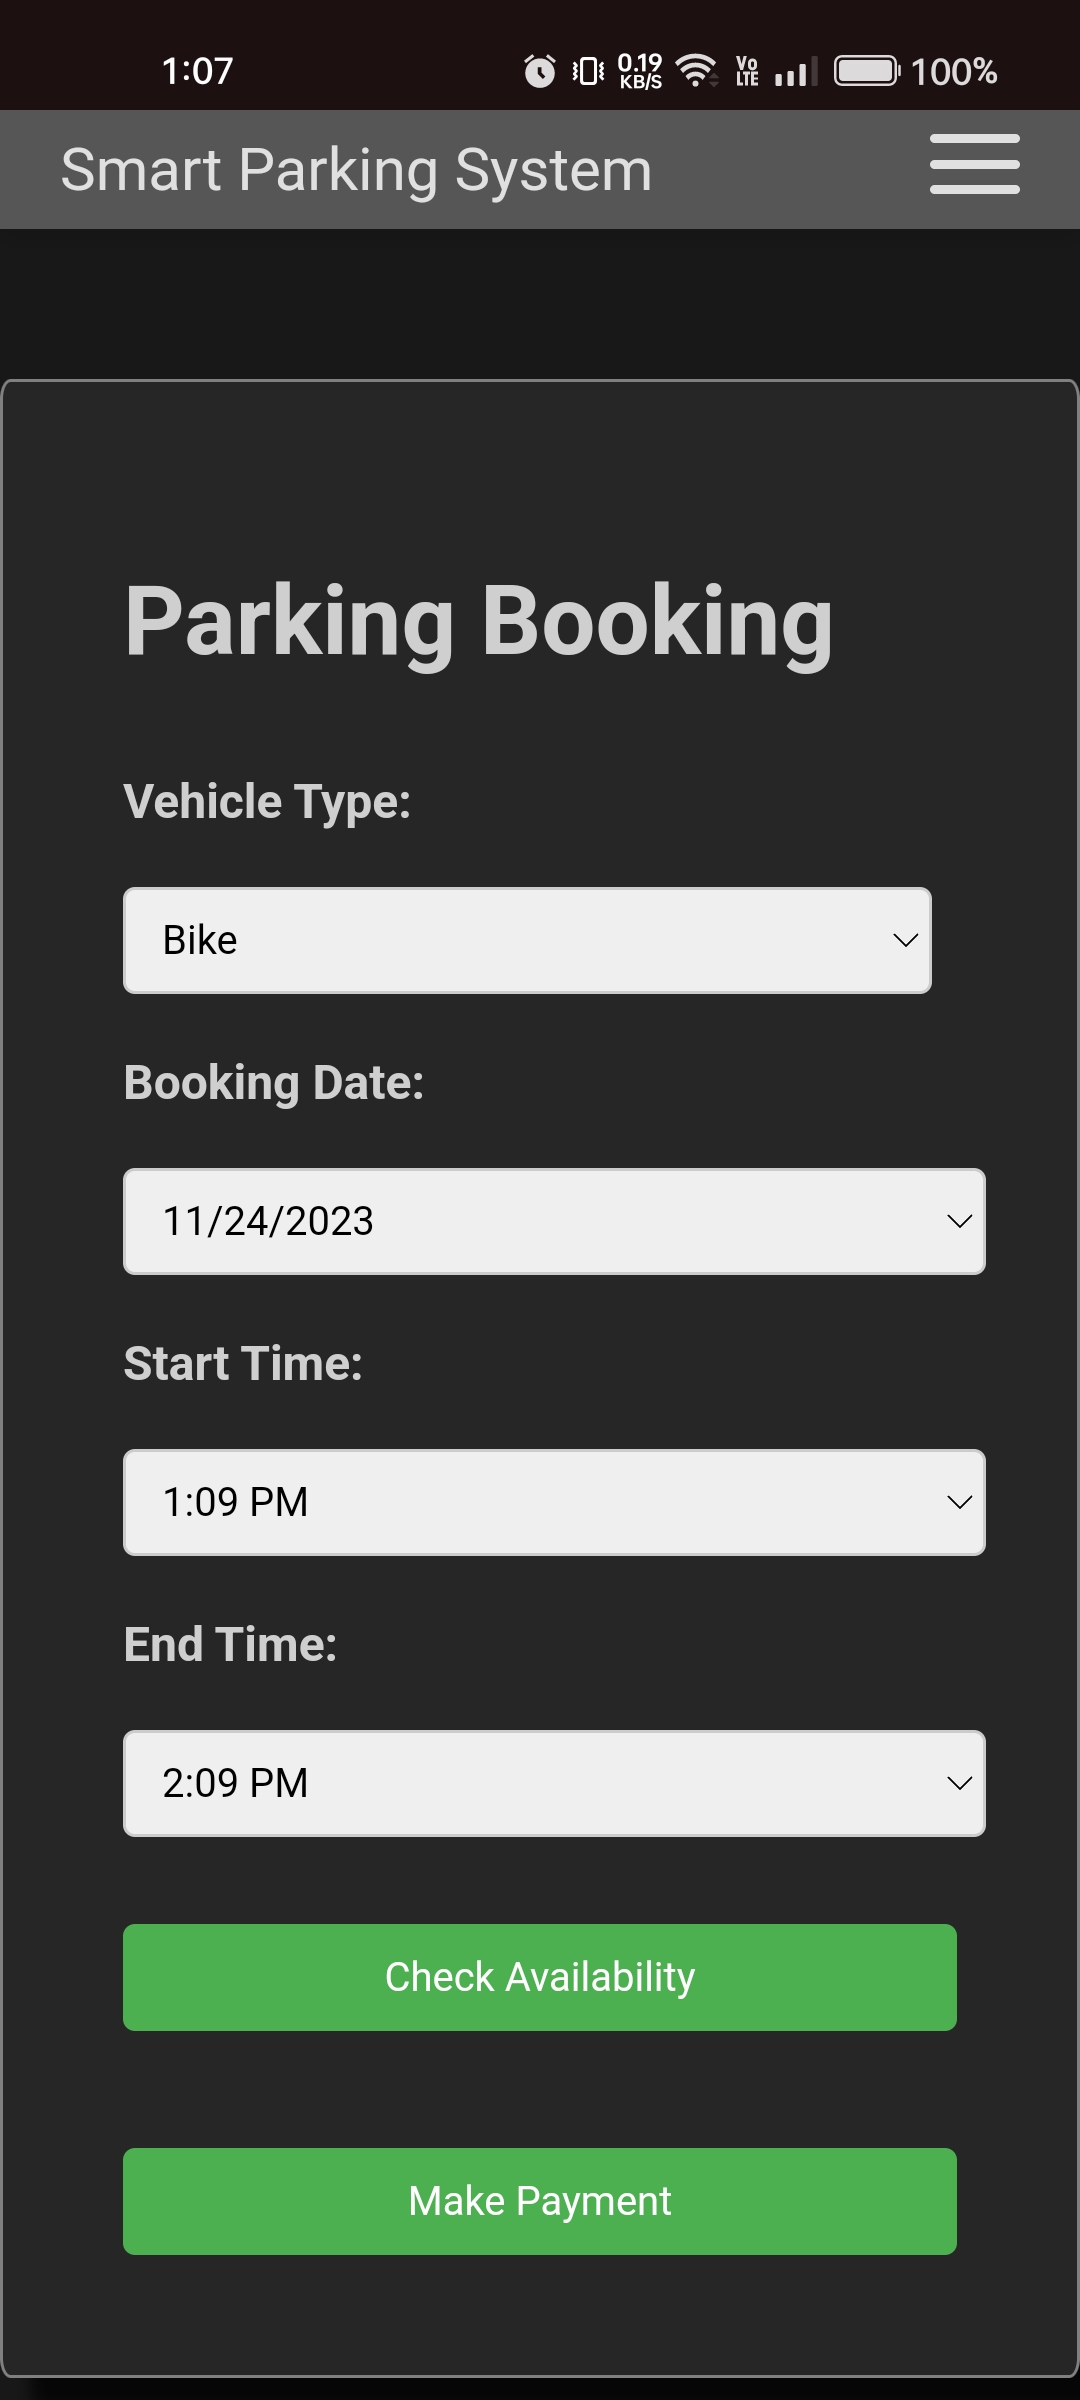 1:07
0.19
KB/S
Vo
LTE
100%
Smart Parking System
Parking Booking
Vehicle Type:
Bike
Booking Date:
11/24/2023
Start Time:
1:09 PM
End Time:
2:09 PM
Check Availability
Make Payment